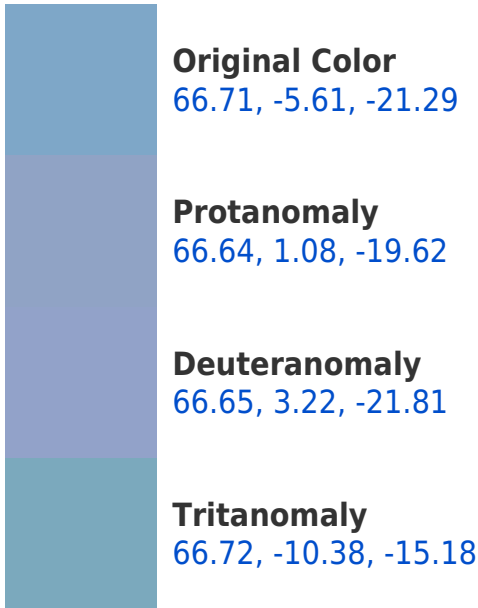 Original Color
66.71, -5.61, -21.29
Protanomaly
66.64, 1.08, -19.62
Deuteranomaly
66.65, 3.22, -21.81
Tritanomaly
66.72, -10.38, -15.18